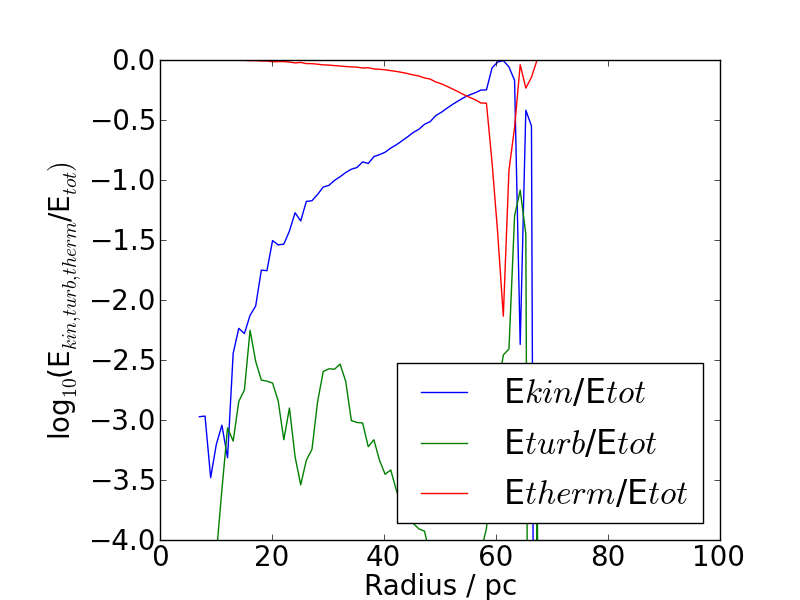 0.0
−0.5
−1.0
−1.5
−2.0
−2.5
−3.0
−3.5
−4.0
log10(Ekin,turb,therm/Etot)
Ekin/Etot
Eturb/Etot
Etherm/Etot
0 20 40 60 80 100
Radius / pc